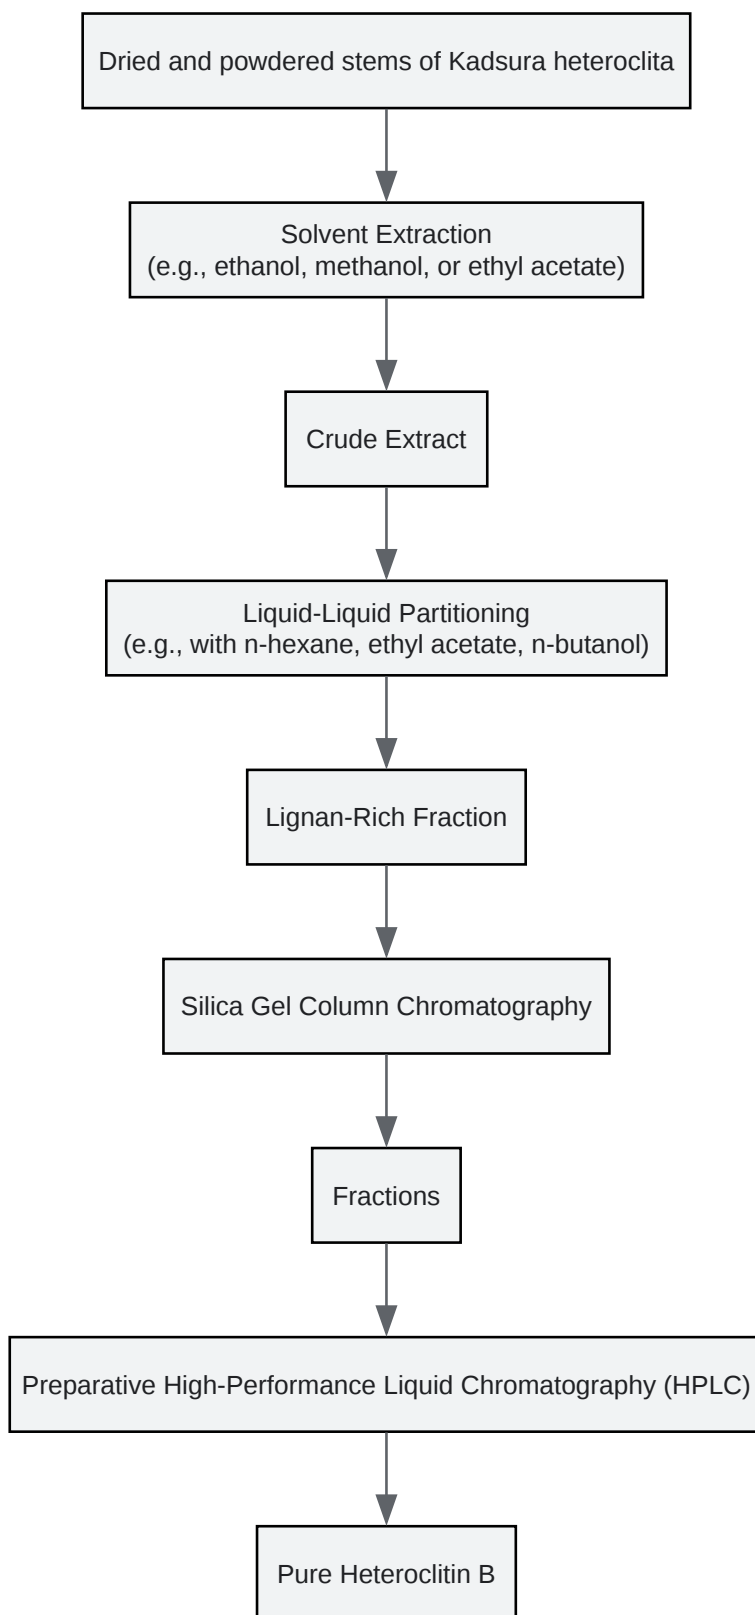 Dried and powdered stems of Kadsura heteroclita
Solvent Extraction
(e.g., ethanol, methanol, or ethyl acetate)
Crude Extract
Liquid-Liquid Partitioning
(e.g., with n-hexane, ethyl acetate, n-butanol)
Lignan-Rich Fraction
Silica Gel Column Chromatography
Fractions
Preparative High-Performance Liquid Chromatography (HPLC)
Pure Heteroclitin B